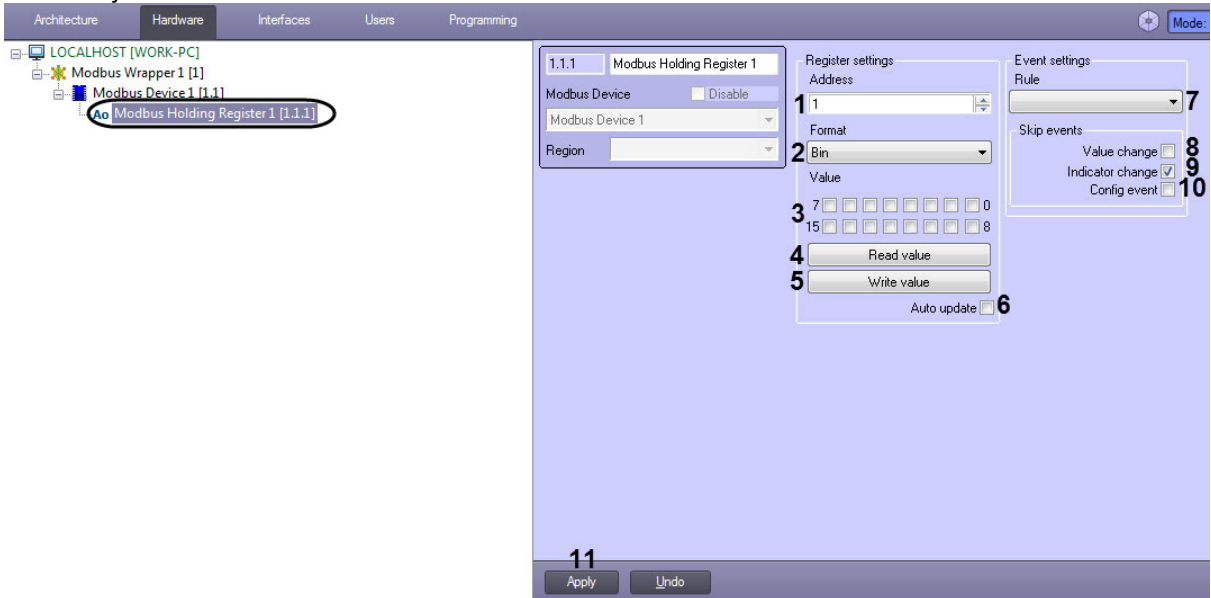 Architecture Hardware Interfaces Users Programming Mode:
LOCALHOST [WORK-PC]
Modbus Wrapper 1 [1]
Modbus Device 1 [1.1]
Ao Modbus Holding Register 1 [1.1.1]
1.1.1 Modbus Holding Register 1
Modbus Device Disable
Modbus Device 1
Region
Register settings
Address
1 1
Format
2 Bin
Value
3 7 0
15 8
4 Read value
5 Write value
Auto update 6
Event settings
Rule
7
Skip events
Value change 8
Indicator change 9
Config event 10
11
Apply Undo